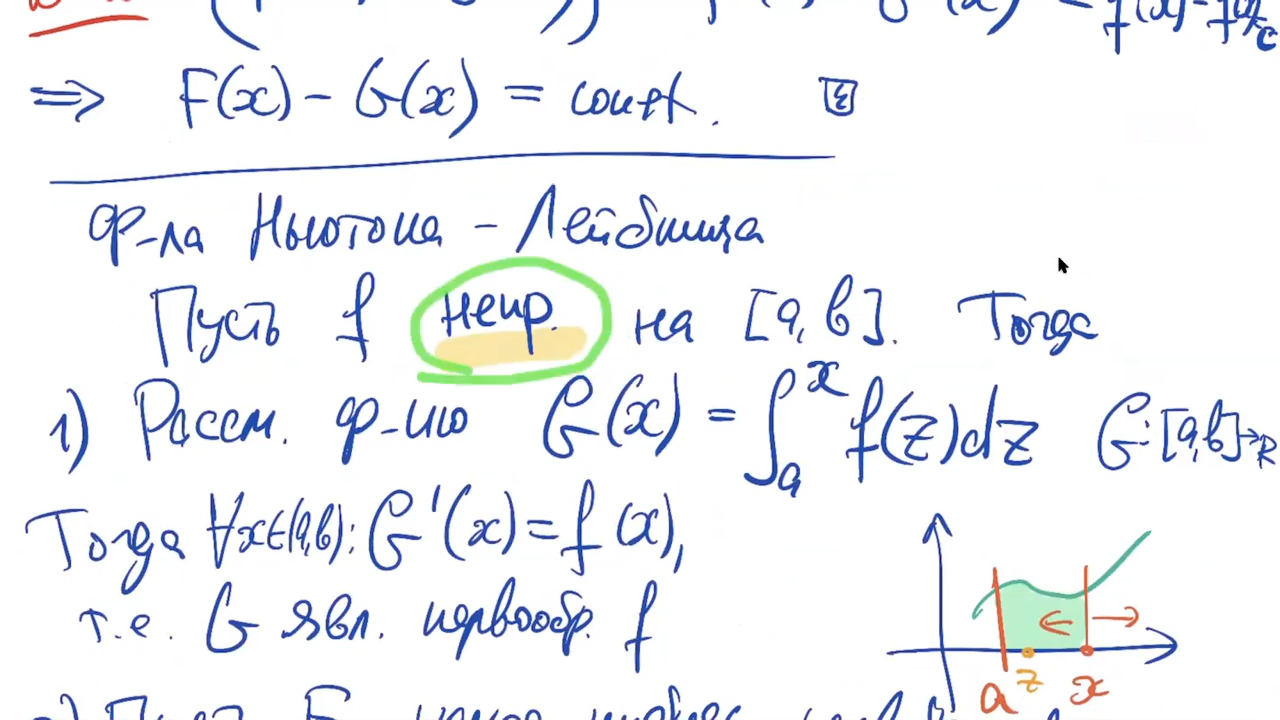 ⇒ F(x) - G(x) = const.
ф-ла Ньютона - Лейбница
Пусть f непр. на [a, b]. Тогда
1) Рассм. ф-ию G(x) = ∫ₐˣ f(z)dz G: [a, b] → R
Тогда ∀x∈(a,b): G'(x) = f(x),
т.е. G явл. первообр. f
a z x